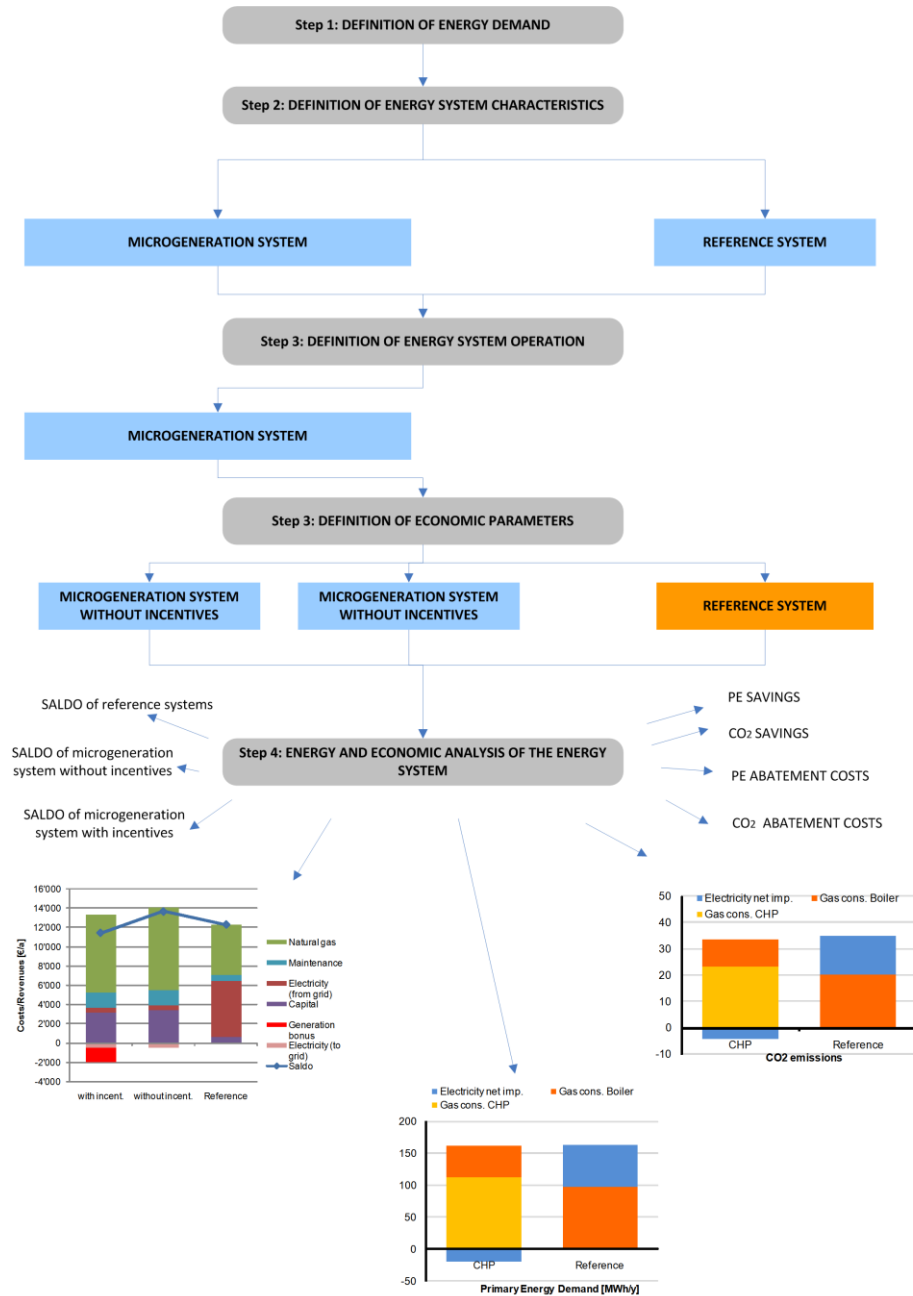 Step 1: DEFINITION OF ENERGY DEMAND
Step 2: DEFINITION OF ENERGY SYSTEM CHARACTERISTICS
MICROGENERATION SYSTEM
REFERENCE SYSTEM
Step 3: DEFINITION OF ENERGY SYSTEM OPERATION
MICROGENERATION SYSTEM
Step 3: DEFINITION OF ECONOMIC PARAMETERS
MICROGENERATION SYSTEM
WITHOUT INCENTIVES
MICROGENERATION SYSTEM
WITHOUT INCENTIVES
REFERENCE SYSTEM
SALDO of reference systems
SALDO of microgeneration
system without incentives
SALDO of microgeneration
system with incentives
Step 4: ENERGY AND ECONOMIC ANALYSIS OF THE ENERGY
SYSTEM
PE SAVINGS
CO2 SAVINGS
PE ABATEMENT COSTS
CO2 ABATEMENT COSTS
Costs/Revenues [€/a]
16'000
14'000
12'000
10'000
8'000
6'000
4'000
2'000
0
-2'000
-4'000
with incent.
without incent.
Reference
Natural gas
Maintenance
Electricity
(from grid)
Capital
Generation
bonus
Electricity (to
grid)
Saldo
Electricity net imp.
Gas cons. Boiler
Gas cons. CHP
50
40
30
20
10
0
-10
CHP
Reference
CO2 emissions
Electricity net imp.
Gas cons. Boiler
Gas cons. CHP
200
150
100
50
0
-50
CHP
Reference
Primary Energy Demand [MWh/y]